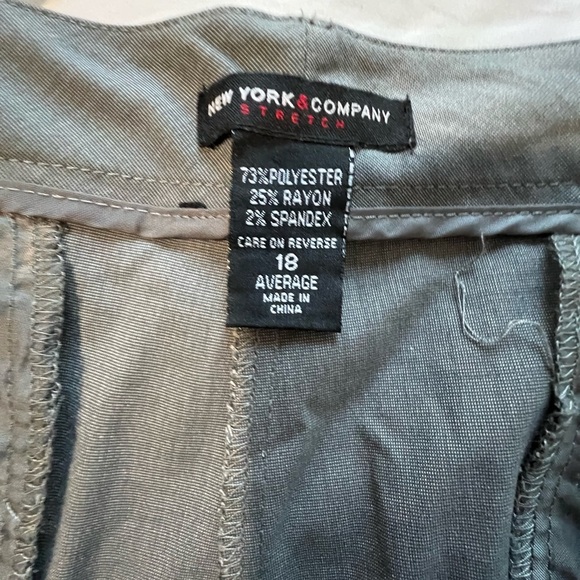 NEW YORK&COMPANY
STRETCH
73%POLYESTER
25% RAYON
2% SPANDEX
CARE ON REVERSE
18
AVERAGE
MADE IN
CHINA